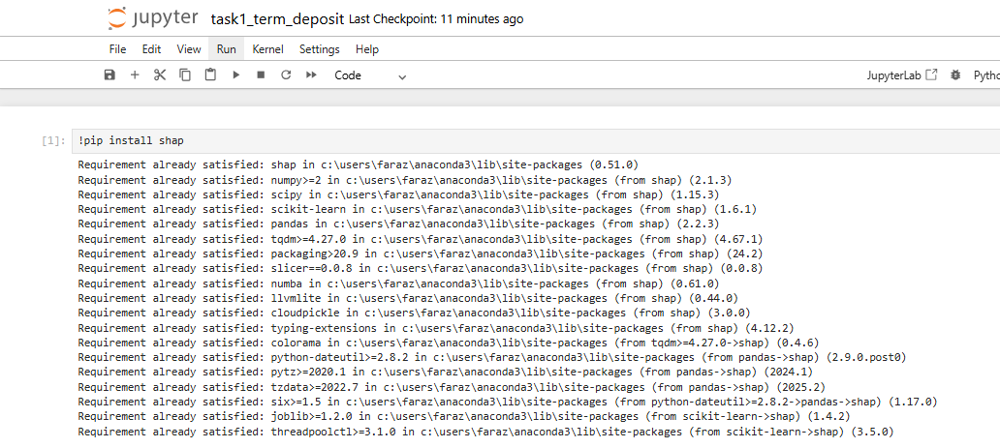 jupyter task1_term_deposit Last Checkpoint: 11 minutes ago
File Edit View Run Kernel Settings Help
Code JupyterLab Pytho
[1]: !pip install shap
Requirement already satisfied: shap in c:\users\faraz\anaconda3\lib\site-packages (0.51.0)
Requirement already satisfied: numpy>=2 in c:\users\faraz\anaconda3\lib\site-packages (from shap) (2.1.3)
Requirement already satisfied: scipy in c:\users\faraz\anaconda3\lib\site-packages (from shap) (1.15.3)
Requirement already satisfied: scikit-learn in c:\users\faraz\anaconda3\lib\site-packages (from shap) (1.6.1)
Requirement already satisfied: pandas in c:\users\faraz\anaconda3\lib\site-packages (from shap) (2.2.3)
Requirement already satisfied: tqdm>=4.27.0 in c:\users\faraz\anaconda3\lib\site-packages (from shap) (4.67.1)
Requirement already satisfied: packaging>20.9 in c:\users\faraz\anaconda3\lib\site-packages (from shap) (24.2)
Requirement already satisfied: slicer==0.0.8 in c:\users\faraz\anaconda3\lib\site-packages (from shap) (0.0.8)
Requirement already satisfied: numba in c:\users\faraz\anaconda3\lib\site-packages (from shap) (0.61.0)
Requirement already satisfied: llvmlite in c:\users\faraz\anaconda3\lib\site-packages (from shap) (0.44.0)
Requirement already satisfied: cloudpickle in c:\users\faraz\anaconda3\lib\site-packages (from shap) (3.0.0)
Requirement already satisfied: typing-extensions in c:\users\faraz\anaconda3\lib\site-packages (from shap) (4.12.2)
Requirement already satisfied: colorama in c:\users\faraz\anaconda3\lib\site-packages (from tqdm>=4.27.0->shap) (0.4.6)
Requirement already satisfied: python-dateutil>=2.8.2 in c:\users\faraz\anaconda3\lib\site-packages (from pandas->shap) (2.9.0.post0)
Requirement already satisfied: pytz>=2020.1 in c:\users\faraz\anaconda3\lib\site-packages (from pandas->shap) (2024.1)
Requirement already satisfied: tzdata>=2022.7 in c:\users\faraz\anaconda3\lib\site-packages (from pandas->shap) (2025.2)
Requirement already satisfied: six>=1.5 in c:\users\faraz\anaconda3\lib\site-packages (from python-dateutil>=2.8.2->pandas->shap) (1.17.0)
Requirement already satisfied: joblib>=1.2.0 in c:\users\faraz\anaconda3\lib\site-packages (from scikit-learn->shap) (1.4.2)
Requirement already satisfied: threadpoolctl>=3.1.0 in c:\users\faraz\anaconda3\lib\site-packages (from scikit-learn->shap) (3.5.0)